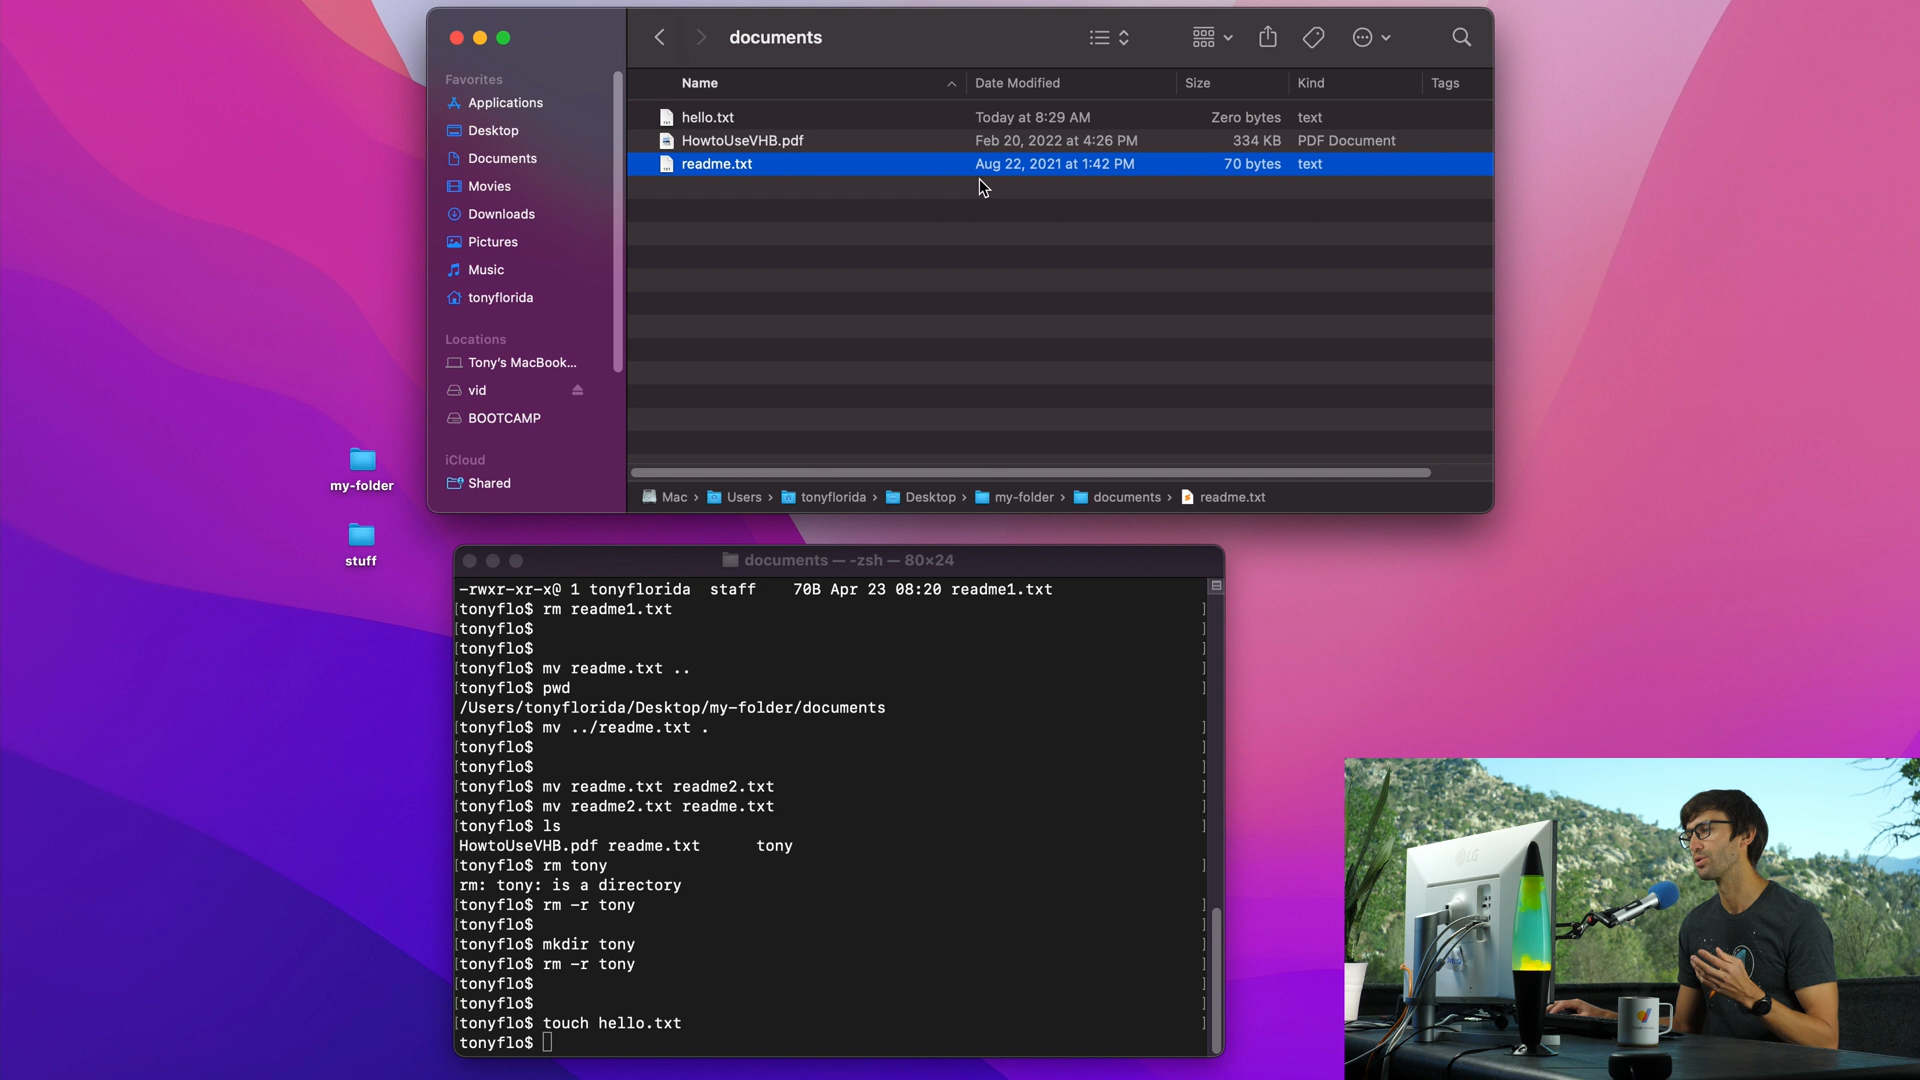 documents
Name Date Modified Size Kind Tags
hello.txt Today at 8:29 AM Zero bytes text
HowtoUseVHB.pdf Feb 20, 2022 at 4:26 PM 334 KB PDF Document
readme.txt Aug 22, 2021 at 1:42 PM 70 bytes text
Favorites
Applications
Desktop
Documents
Movies
Downloads
Pictures
Music
tonyflorida
Locations
Tony's MacBook...
vid
BOOTCAMP
iCloud
Shared
Mac › Users › tonyflorida › Desktop › my-folder › documents › readme.txt
my-folder
stuff
documents — -zsh — 80×24
-rwxr-xr-x@ 1 tonyflorida  staff    70B Apr 23 08:20 readme1.txt
[tonyflo$ rm readme1.txt ]
[tonyflo$ ]
[tonyflo$ ]
[tonyflo$ mv readme.txt .. ]
[tonyflo$ pwd ]
/Users/tonyflorida/Desktop/my-folder/documents
[tonyflo$ mv ../readme.txt . ]
[tonyflo$ ]
[tonyflo$ ]
[tonyflo$ mv readme.txt readme2.txt ]
[tonyflo$ mv readme2.txt readme.txt ]
[tonyflo$ ls ]
HowtoUseVHB.pdf readme.txt      tony
[tonyflo$ rm tony ]
rm: tony: is a directory
[tonyflo$ rm -r tony ]
[tonyflo$ ]
[tonyflo$ mkdir tony ]
[tonyflo$ rm -r tony ]
[tonyflo$ ]
[tonyflo$ ]
[tonyflo$ touch hello.txt ]
tonyflo$
LG